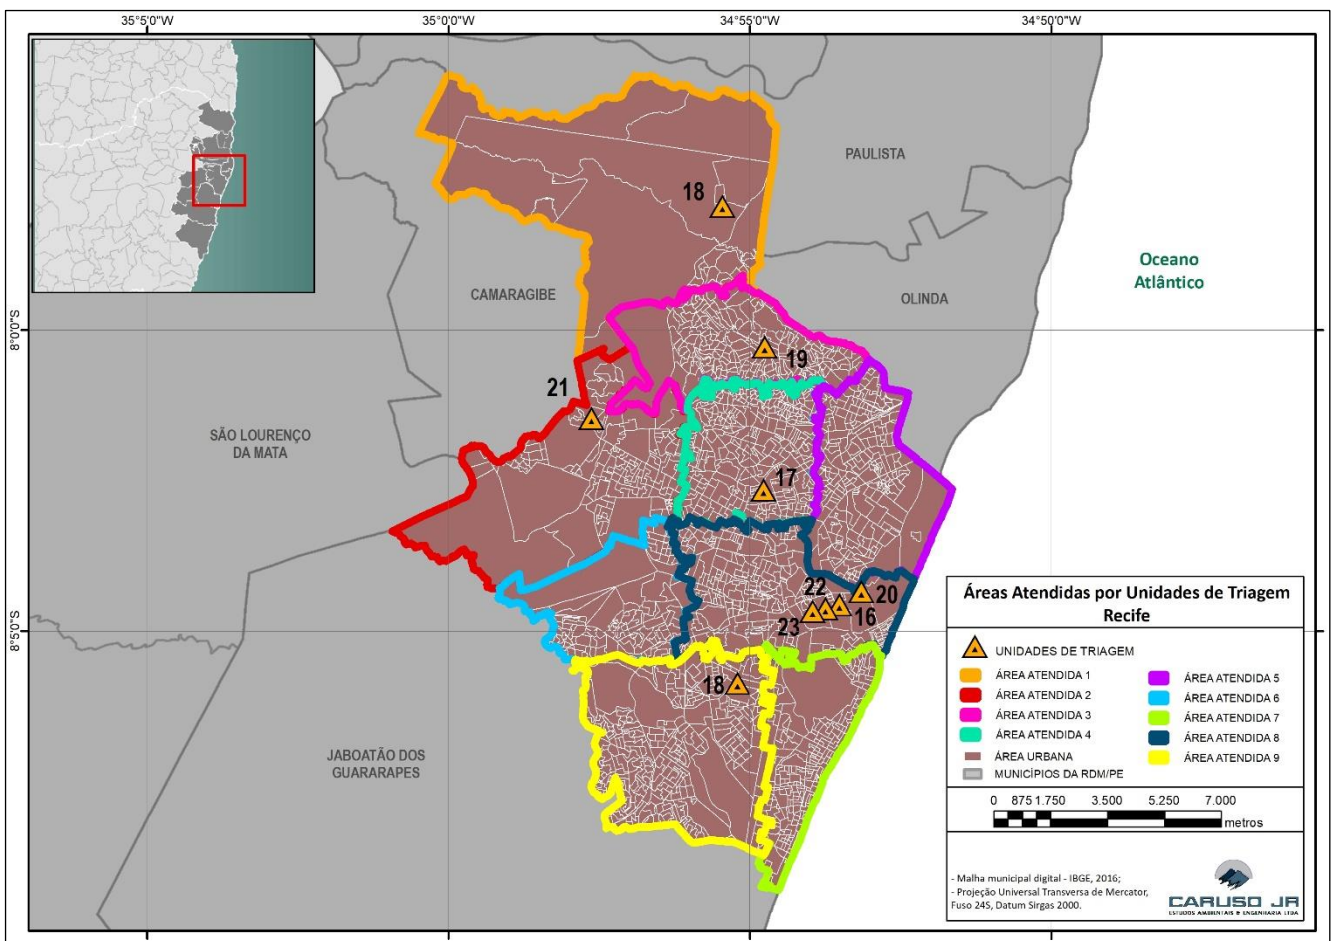 35°5'0"W
35°0'0"W
34°55'0"W
34°50'0"W
8°0'0"S
8°5'0"S
PAULISTA
18
CAMARAGIBE
OLINDA
Oceano
Atlântico
19
21
SÃO LOURENÇO
DA MATA
17
22
20
23
16
18
JABOATÃO DOS
GUARARAPES
Áreas Atendidas por Unidades de Triagem
Recife
UNIDADES DE TRIAGEM
ÁREA ATENDIDA 1
ÁREA ATENDIDA 2
ÁREA ATENDIDA 3
ÁREA ATENDIDA 4
ÁREA URBANA
MUNICÍPIOS DA RDM/PE
ÁREA ATENDIDA 5
ÁREA ATENDIDA 6
ÁREA ATENDIDA 7
ÁREA ATENDIDA 8
ÁREA ATENDIDA 9
0 875 1.750 3.500 5.250 7.000
metros
- Malha municipal digital - IBGE, 2016;
- Projeção Universal Transversa de Mercator,
Fuso 24S, Datum Sirgas 2000.
CARUSO JR
ESTUDOS AMBIENTAIS & ENGENHARIA LTDA